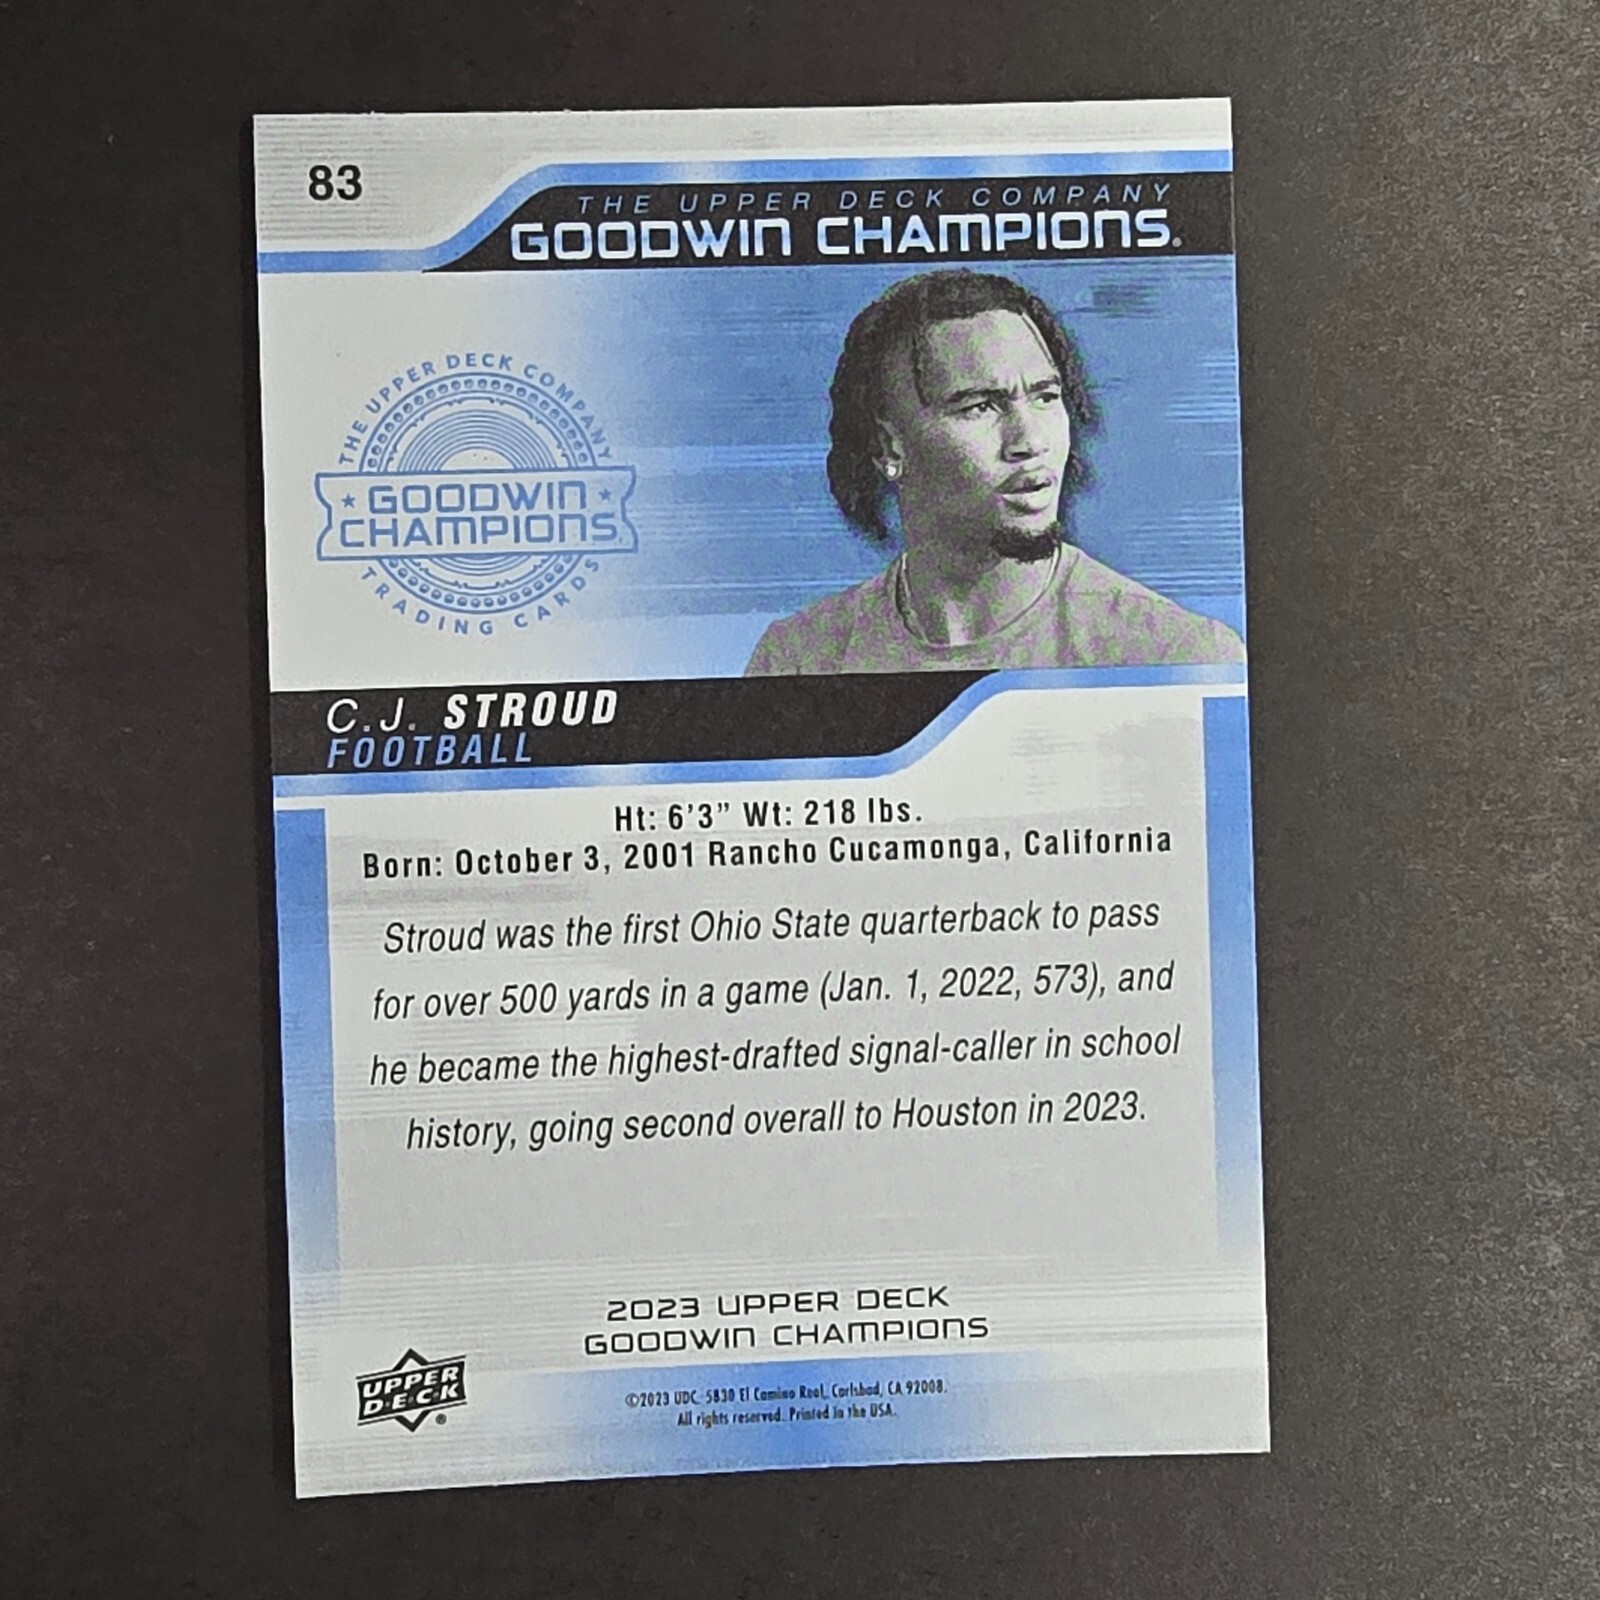 83
THE UPPER DECK COMPANY
GOODWIN CHAMPIONS.
THE UPPER DECK COMPANY
★ GOODWIN ★
CHAMPIONS
TRADING CARDS
C.J. STROUD
FOOTBALL
Ht: 6'3" Wt: 218 lbs.
Born: October 3, 2001 Rancho Cucamonga, California
Stroud was the first Ohio State quarterback to pass
for over 500 yards in a game (Jan. 1, 2022, 573), and
he became the highest-drafted signal-caller in school
history, going second overall to Houston in 2023.
2023 UPPER DECK
GOODWIN CHAMPIONS
UPPER
D·E·C·K ®
©2023 UDC, 5830 El Camino Real, Carlsbad, CA 92008.
All rights reserved. Printed in the USA.